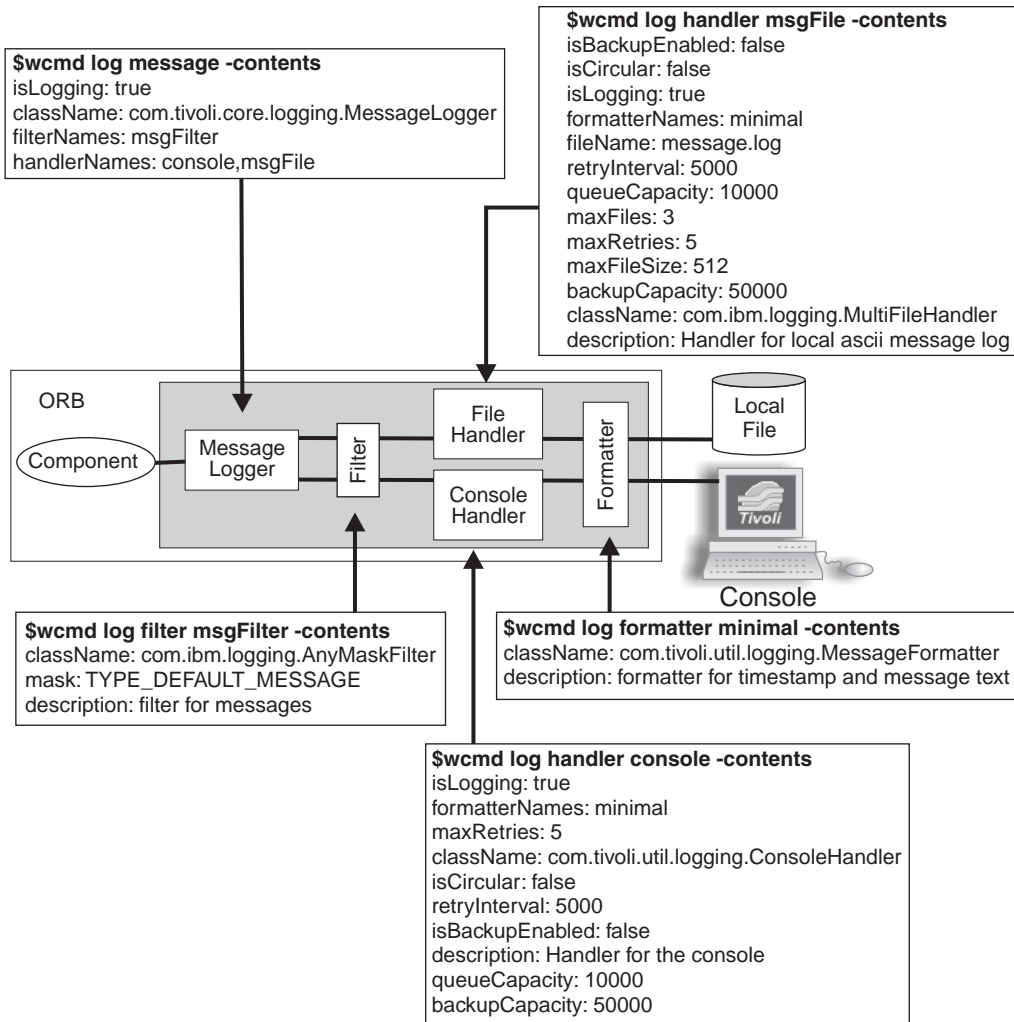 $wcmd log message -contents
isLogging: true
className: com.tivoli.core.logging.MessageLogger
filterNames: msgFilter
handlerNames: console,msgFile
$wcmd log handler msgFile -contents
isBackupEnabled: false
isCircular: false
isLogging: true
formatterNames: minimal
fileName: message.log
retryInterval: 5000
queueCapacity: 10000
maxFiles: 3
maxRetries: 5
maxFileSize: 512
backupCapacity: 50000
className: com.ibm.logging.MultiFileHandler
description: Handler for local ascii message log
ORB
Component
Message
Logger
Filter
File
Handler
Console
Handler
Formatter
Local
File
Tivoli
Console
$wcmd log filter msgFilter -contents
className: com.ibm.logging.AnyMaskFilter
mask: TYPE_DEFAULT_MESSAGE
description: filter for messages
$wcmd log formatter minimal -contents
className: com.tivoli.util.logging.MessageFormatter
description: formatter for timestamp and message text
$wcmd log handler console -contents
isLogging: true
formatterNames: minimal
maxRetries: 5
className: com.tivoli.util.logging.ConsoleHandler
isCircular: false
retryInterval: 5000
isBackupEnabled: false
description: Handler for the console
queueCapacity: 10000
backupCapacity: 50000